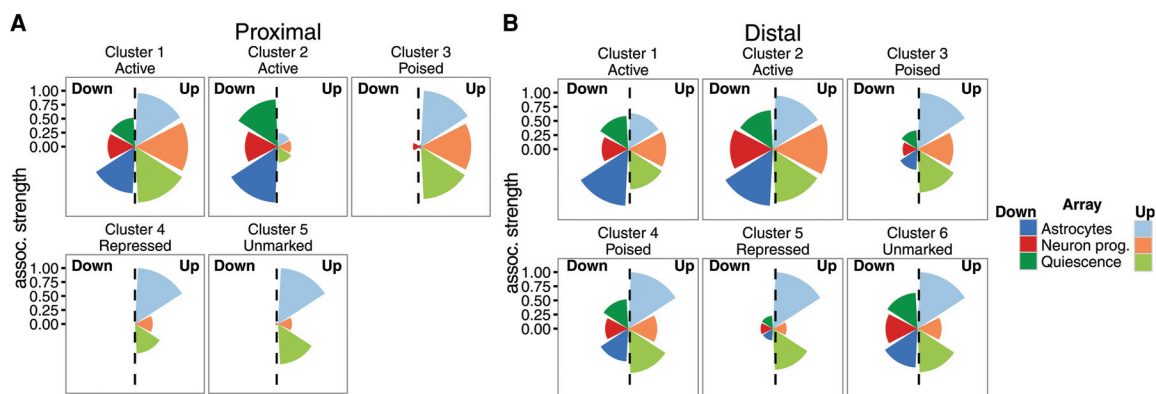 A
Proximal
Cluster 1
Active
Cluster 2
Active
Cluster 3
Poised
Down Up
Down Up
Down Up
1.00
0.75
0.50
0.25
0.00
Cluster 4
Repressed
Cluster 5
Unmarked
Down Up
Down Up
1.00
0.75
0.50
0.25
0.00
assoc. strength
B
Distal
Cluster 1
Active
Cluster 2
Active
Cluster 3
Poised
Down Up
Down Up
Down Up
1.00
0.75
0.50
0.25
0.00
Cluster 4
Poised
Cluster 5
Repressed
Cluster 6
Unmarked
Down Up
Down Up
Down Up
1.00
0.75
0.50
0.25
0.00
assoc. strength
Array
Down Up
Astrocytes
Neuron prog.
Quiescence